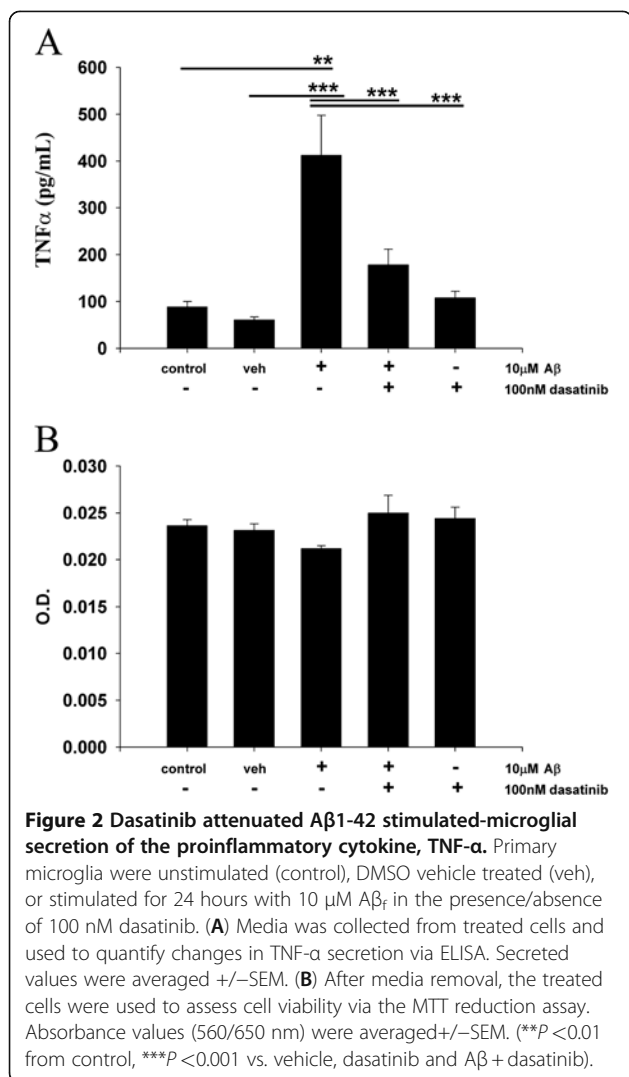 A
600
500
400
300
200
100
0
TNFα (pg/mL)
**
***
***
***
control veh + + - 10μM Aβ
- - - + + 100nM dasatinib
B
0.030
0.025
0.020
0.015
0.010
0.005
0.000
O.D.
control veh + + - 10μM Aβ
- - - + + 100nM dasatinib
Figure 2 Dasatinib attenuated Aβ1-42 stimulated-microglial
secretion of the proinflammatory cytokine, TNF-α. Primary
microglia were unstimulated (control), DMSO vehicle treated (veh),
or stimulated for 24 hours with 10 μM Aβf in the presence/absence
of 100 nM dasatinib. (A) Media was collected from treated cells and
used to quantify changes in TNF-α secretion via ELISA. Secreted
values were averaged +/−SEM. (B) After media removal, the treated
cells were used to assess cell viability via the MTT reduction assay.
Absorbance values (560/650 nm) were averaged+/−SEM. (**P <0.01
from control, ***P <0.001 vs. vehicle, dasatinib and Aβ + dasatinib).